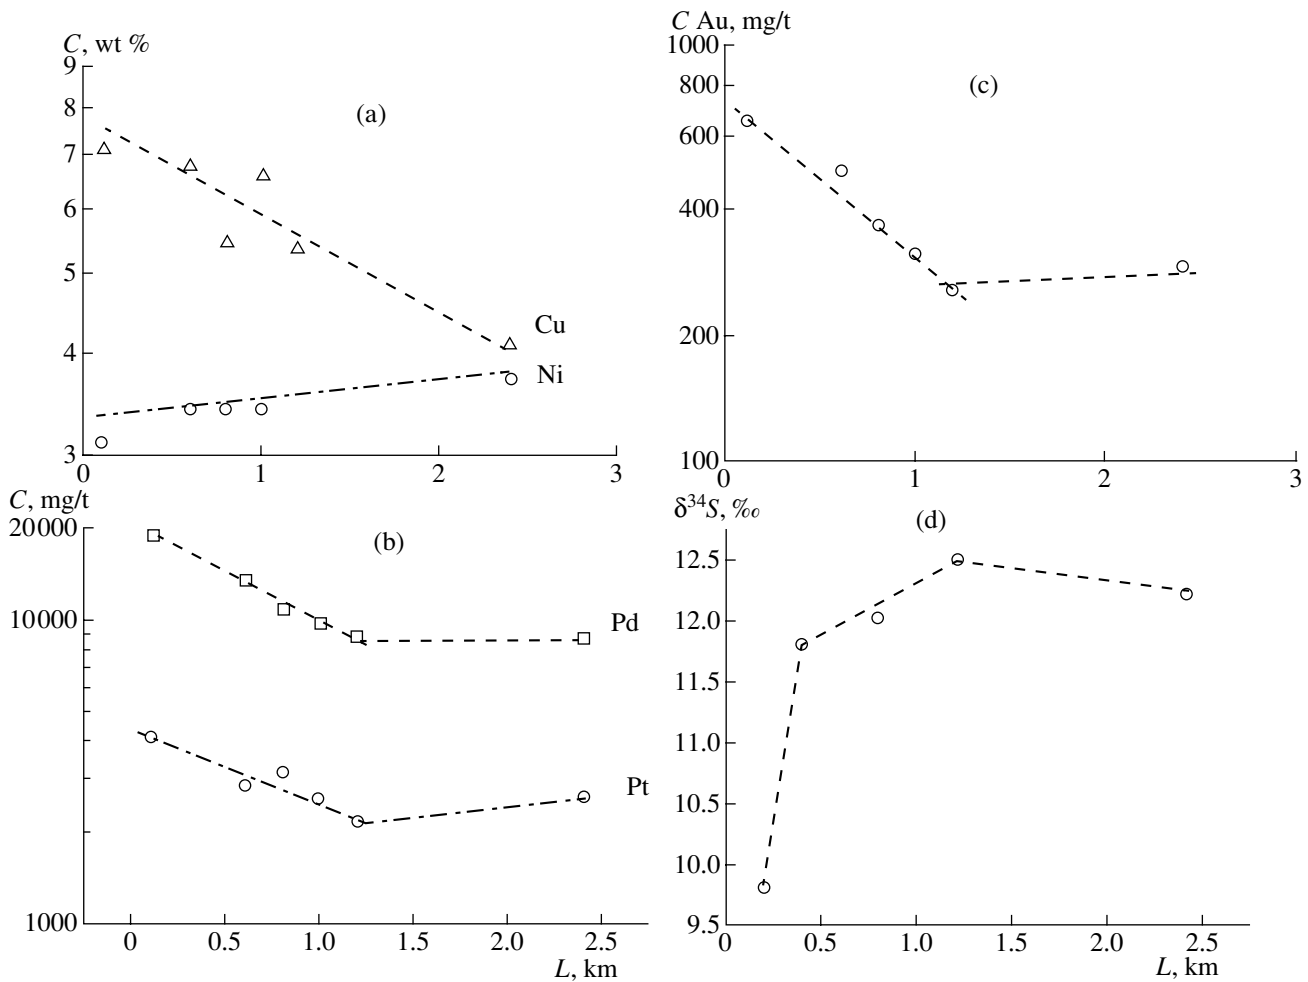 C, wt %
9
8
7
6
5
4
3
(a)
Cu
Ni
0 1 2 3
C Au, mg/t
1000
800
600
400
200
100
(c)
0 1 2 3
C, mg/t
20000
10000
1000
(b)
Pd
Pt
0 0.5 1.0 1.5 2.0 2.5
L, km
δ³⁴S, ‰
(d)
12.5
12.0
11.5
11.0
10.5
10.0
9.5
0 0.5 1.0 1.5 2.0 2.5
L, km